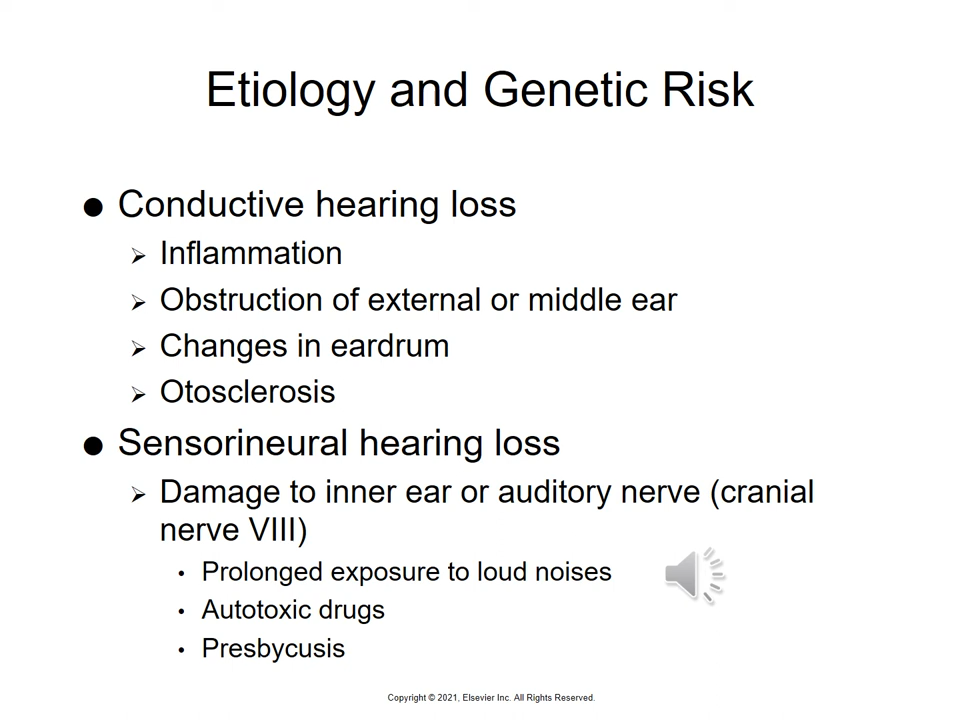 Etiology and Genetic Risk
● Conductive hearing loss
➢ Inflammation
➢ Obstruction of external or middle ear
➢ Changes in eardrum
➢ Otosclerosis
● Sensorineural hearing loss
➢ Damage to inner ear or auditory nerve (cranial
nerve VIII)
• Prolonged exposure to loud noises
• Autotoxic drugs
• Presbycusis
Copyright © 2021, Elsevier Inc. All Rights Reserved.